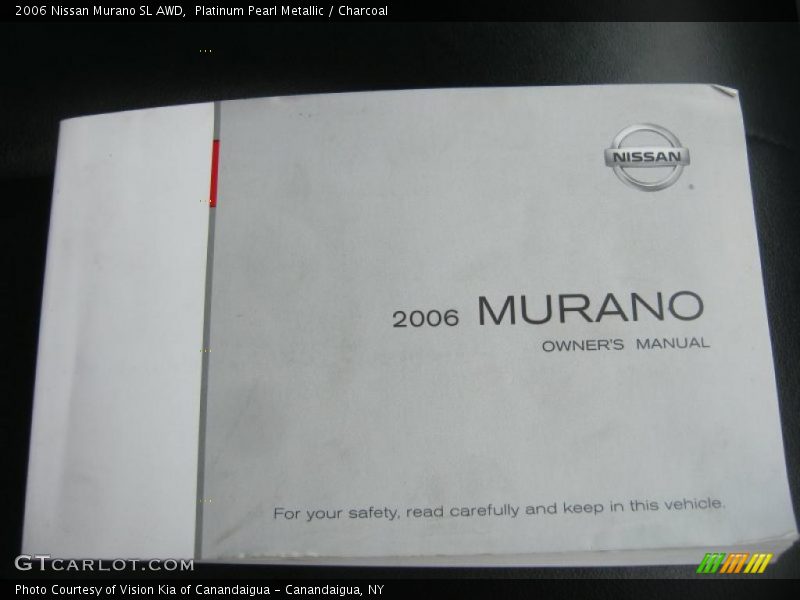 2006 Nissan Murano SL AWD,  Platinum Pearl Metallic / Charcoal
NISSAN
2006 MURANO
OWNER'S MANUAL
For your safety, read carefully and keep in this vehicle.
GTCARLOT.COM
Photo Courtesy of Vision Kia of Canandaigua - Canandaigua, NY